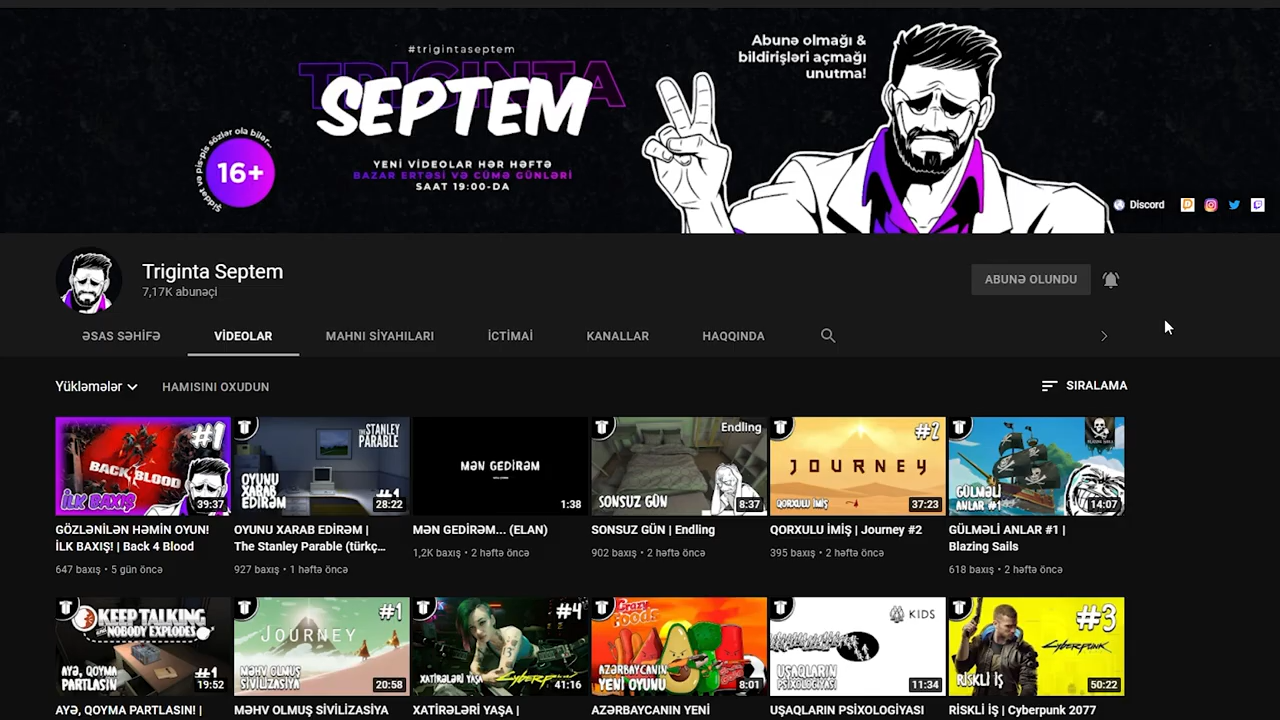 #trigintaseptem
TRIGINTA
SEPTEM
YENİ VİDEOLAR HƏR HƏFTƏ
BAZAR ERTƏSİ VƏ CÜMƏ GÜNLƏRİ
SAAT 19:00-DA
Şiddət və pis-pis sözlər ola bilər~
16+
Abunə olmağı &
bildirişləri açmağı
unutma!
Discord
Triginta Septem
7,17K abunəçi
ABUNƏ OLUNDU
ƏSAS SƏHİFƏ
VİDEOLAR
MAHNI SİYAHILARI
İCTİMAİ
KANALLAR
HAQQINDA
Yükləmələr
HAMISINI OXUDUN
SIRALAMA
#1
BACK 4 BLOOD
İLK BAXIŞ
39:37
THE STANLEY
PARABLE
OYUNU
XARAB
EDİRƏM
#1
28:22
MƏN GEDİRƏM
1:38
Endling
SONSUZ GÜN
8:37
#2
JOURNEY
QORXULU İMİŞ
37:23
GÜLMƏLİ
ANLAR #1
14:07
GÖZLƏNİLƏN HƏMİN OYUN!
İLK BAXIŞ! | Back 4 Blood
647 baxış • 5 gün öncə
OYUNU XARAB EDİRƏM |
The Stanley Parable (türkç...
927 baxış • 1 həftə öncə
MƏN GEDİRƏM... (ELAN)
1,2K baxış • 2 həftə öncə
SONSUZ GÜN | Endling
902 baxış • 2 həftə öncə
QORXULU İMİŞ | Journey #2
395 baxış • 2 həftə öncə
GÜLMƏLİ ANLAR #1 |
Blazing Sails
618 baxış • 2 həftə öncə
KEEP TALKING
AND NOBODY EXPLODES
AYƏ, QOYMA
PARTLASIN
#1
19:52
#1
JOURNEY
MƏHV OLMUŞ
SİVİLİZASİYA
20:58
#4
XATİRƏLƏRİ YAŞA
Cyberpunk
41:16
Crazy
Foods
AZƏRBAYCANIN
YENİ OYUNU
8:01
KIDS
UŞAQLARIN
PSİXOLOGİYASI
11:34
#3
Cyberpunk
RİSKLİ İŞ
50:22
AYƏ, QOYMA PARTLASIN! |
MƏHV OLMUŞ SİVİLİZASİYA
XATİRƏLƏRİ YAŞA |
AZƏRBAYCANIN YENİ
UŞAQLARIN PSİXOLOGİYASI
RİSKLİ İŞ | Cyberpunk 2077